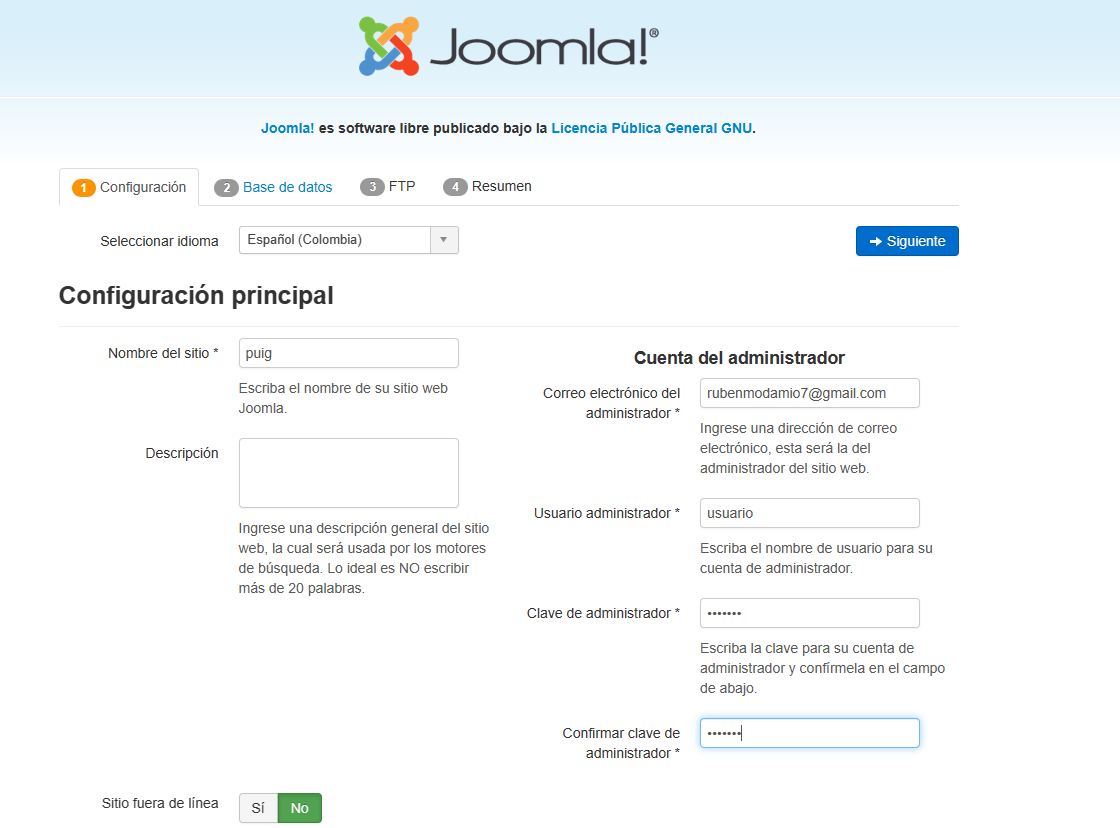 Joomla!®
Joomla! es software libre publicado bajo la Licencia Pública General GNU.
1 Configuración
2 Base de datos
3 FTP
4 Resumen
Seleccionar idioma
Español (Colombia)
Siguiente
Configuración principal
Nombre del sitio *
puig
Escriba el nombre de su sitio web
Joomla.
Descripción
Ingrese una descripción general del sitio
web, la cual será usada por los motores
de búsqueda. Lo ideal es NO escribir
más de 20 palabras.
Cuenta del administrador
Correo electrónico del
administrador *
rubenmodamio7@gmail.com
Ingrese una dirección de correo
electrónico, esta será la del
administrador del sitio web.
Usuario administrador *
usuario
Escriba el nombre de usuario para su
cuenta de administrador.
Clave de administrador *
•••••••
Escriba la clave para su cuenta de
administrador y confírmela en el campo
de abajo.
Confirmar clave de
administrador *
•••••••
Sitio fuera de línea
Sí
No